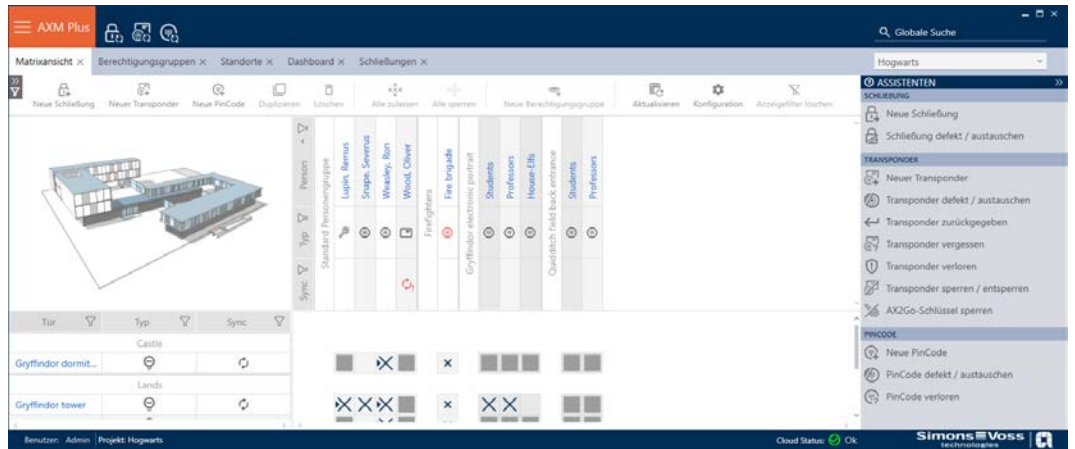 AXM Plus
Globale Suche
Matrixansicht × Berechtigungsgruppen × Standorte × Dashboard × Schließungen ×
Hogwarts
Neue Schließung Neuer Transponder Neue PinCode Duplizieren Löschen Alle zulassen Alle sperren Neue Berechtigungsgruppe Aktualisieren Konfiguration Anzeigefilter löschen
ASSISTENTEN
SCHLIEßUNG
Neue Schließung
Schließung defekt / austauschen
TRANSPONDER
Neuer Transponder
Transponder defekt / austauschen
Transponder zurückgegeben
Transponder vergessen
Transponder verloren
Transponder sperren / entsperren
AX2Go-Schlüssel sperren
PINCODE
Neue PinCode
PinCode defekt / austauschen
PinCode verloren
Person
Typ
Sync
Standard Personengruppe
Lupin, Remus
Snape, Severus
Weasley, Ron
Wood, Oliver
Firefighters
Fire brigade
Gryffindor electronic portrait
Students
Professors
House-Elfs
Quidditch field back entrance
Students
Professors
Tür Typ Sync
Castle
Gryffindor dormit...
Lands
Gryffindor tower
Benutzer: Admin Projekt: Hogwarts
Cloud Status: Ok
Simons Voss
technologies